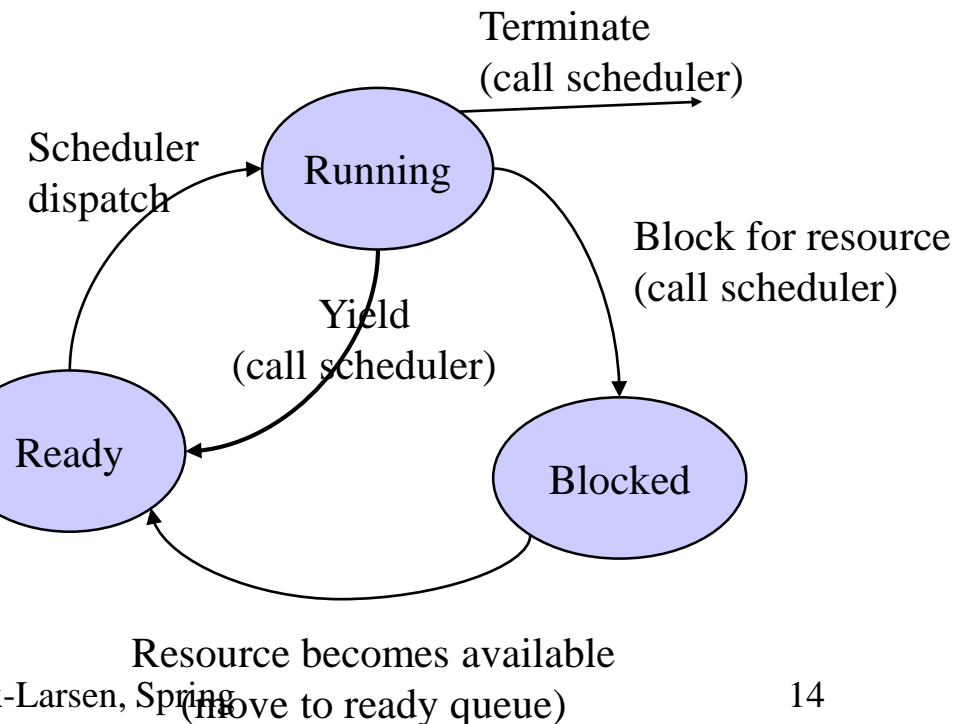 Terminate
(call scheduler)
Scheduler
dispatch
Running
Block for resource
(call scheduler)
Yield
(call scheduler)
Ready
Blocked
Resource becomes available
(move to ready queue)
-Larsen, Spring
14